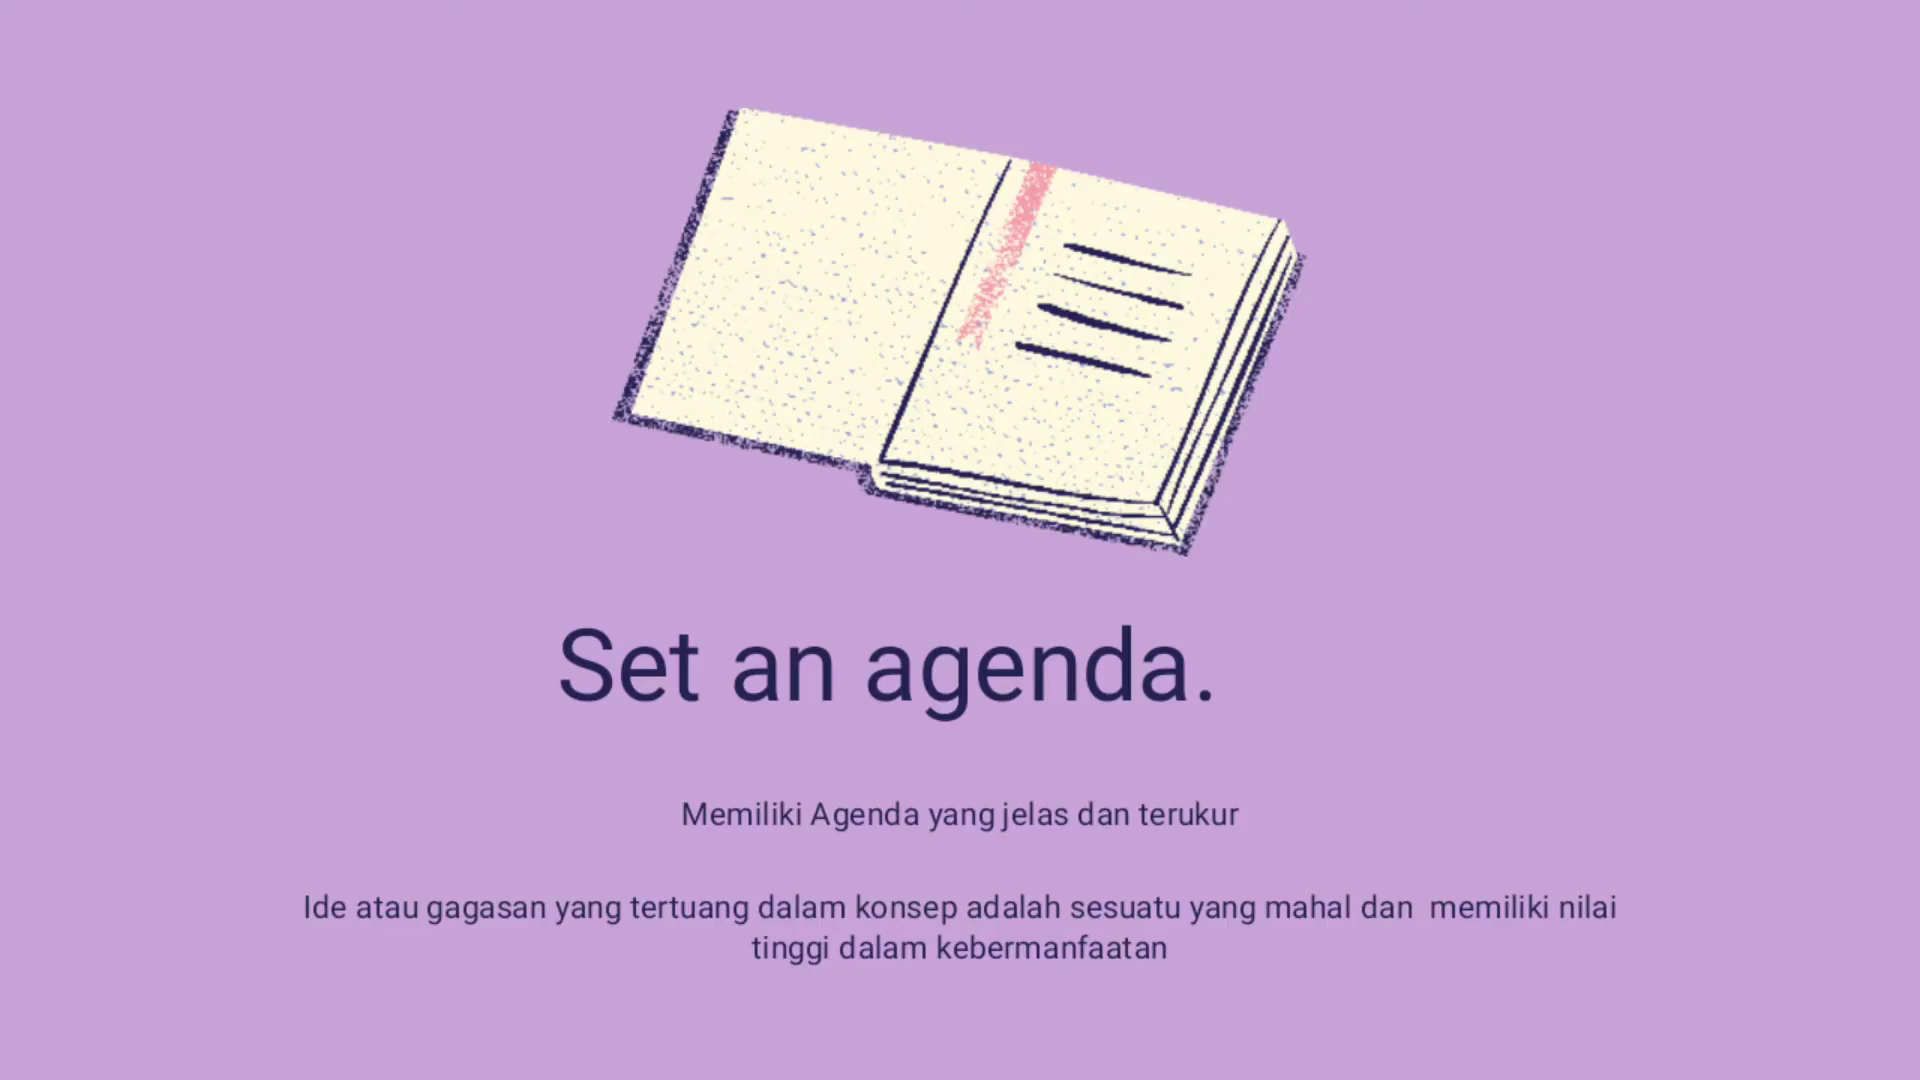 Set an agenda.
Memiliki Agenda yang jelas dan terukur
Ide atau gagasan yang tertuang dalam konsep adalah sesuatu yang mahal dan  memiliki nilai
tinggi dalam kebermanfaatan